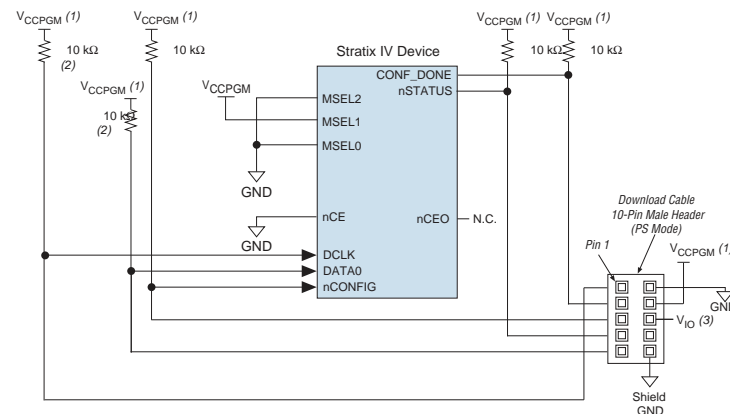 VCCPGM (1)
VCCPGM (1)
VCCPGM (1)
VCCPGM (1)
10 kΩ
(2)
10 kΩ
10 kΩ
10 kΩ
Stratix IV Device
VCCPGM (1)
10 kΩ
(2)
VCCPGM
CONF_DONE
nSTATUS
MSEL2
MSEL1
MSEL0
GND
nCE
nCEO
N.C.
GND
DCLK
DATA0
nCONFIG
Download Cable
10-Pin Male Header
(PS Mode)
Pin 1
VCCPGM (1)
GND
VIO (3)
Shield
GND